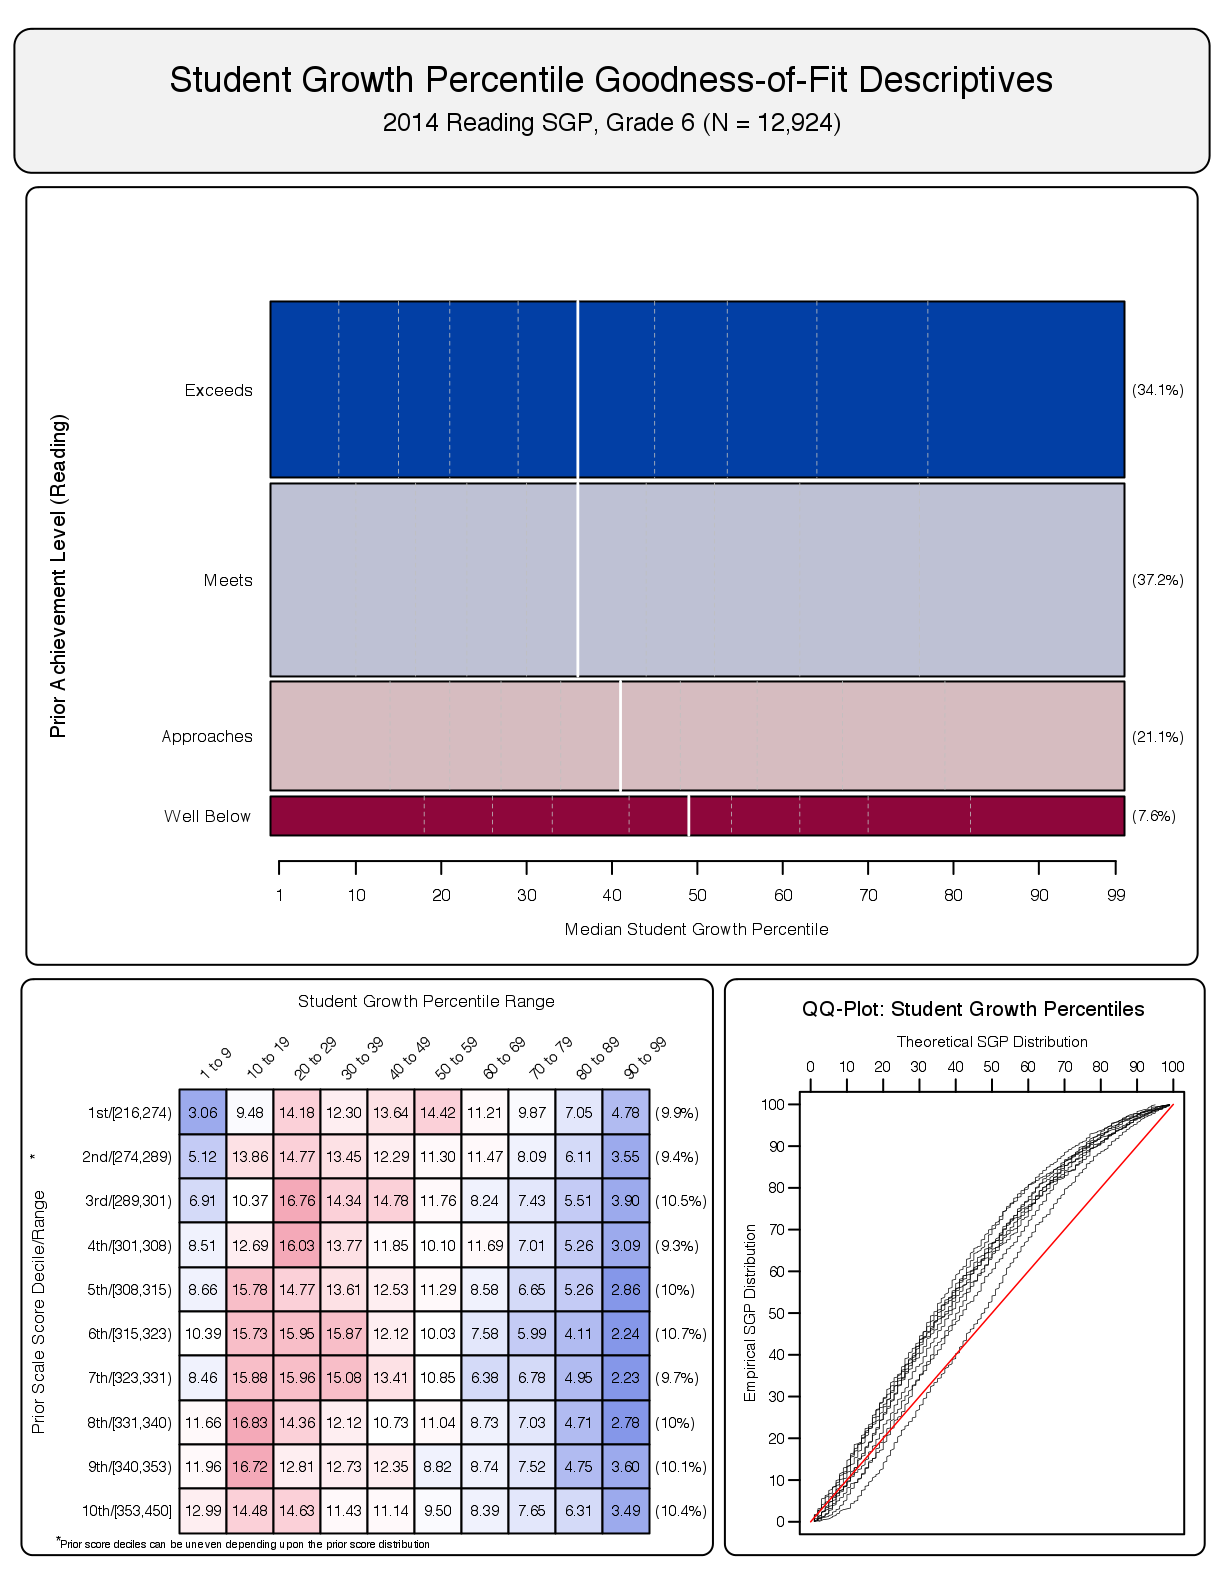 Student Growth Percentile Goodness-of-Fit Descriptives
2014 Reading SGP, Grade 6 (N = 12,924)
Prior Achievement Level (Reading)
Exceeds (34.1%)
Meets (37.2%)
Approaches (21.1%)
Well Below (7.6%)
1 10 20 30 40 50 60 70 80 90 99
Median Student Growth Percentile
Student Growth Percentile Range
1 to 9 10 to 19 20 to 29 30 to 39 40 to 49 50 to 59 60 to 69 70 to 79 80 to 89 90 to 99
Prior Scale Score Decile/Range *
1st/[216,274) 3.06 9.48 14.18 12.30 13.64 14.42 11.21 9.87 7.05 4.78 (9.9%)
2nd/[274,289) 5.12 13.86 14.77 13.45 12.29 11.30 11.47 8.09 6.11 3.55 (9.4%)
3rd/[289,301) 6.91 10.37 16.76 14.34 14.78 11.76 8.24 7.43 5.51 3.90 (10.5%)
4th/[301,308) 8.51 12.69 16.03 13.77 11.85 10.10 11.69 7.01 5.26 3.09 (9.3%)
5th/[308,315) 8.66 15.78 14.77 13.61 12.53 11.29 8.58 6.65 5.26 2.86 (10%)
6th/[315,323) 10.39 15.73 15.95 15.87 12.12 10.03 7.58 5.99 4.11 2.24 (10.7%)
7th/[323,331) 8.46 15.88 15.96 15.08 13.41 10.85 6.38 6.78 4.95 2.23 (9.7%)
8th/[331,340) 11.66 16.83 14.36 12.12 10.73 11.04 8.73 7.03 4.71 2.78 (10%)
9th/[340,353) 11.96 16.72 12.81 12.73 12.35 8.82 8.74 7.52 4.75 3.60 (10.1%)
10th/[353,450] 12.99 14.48 14.63 11.43 11.14 9.50 8.39 7.65 6.31 3.49 (10.4%)
*Prior score deciles can be uneven depending upon the prior score distribution
QQ-Plot: Student Growth Percentiles
Theoretical SGP Distribution
0 10 20 30 40 50 60 70 80 90 100
Empirical SGP Distribution
100
90
80
70
60
50
40
30
20
10
0